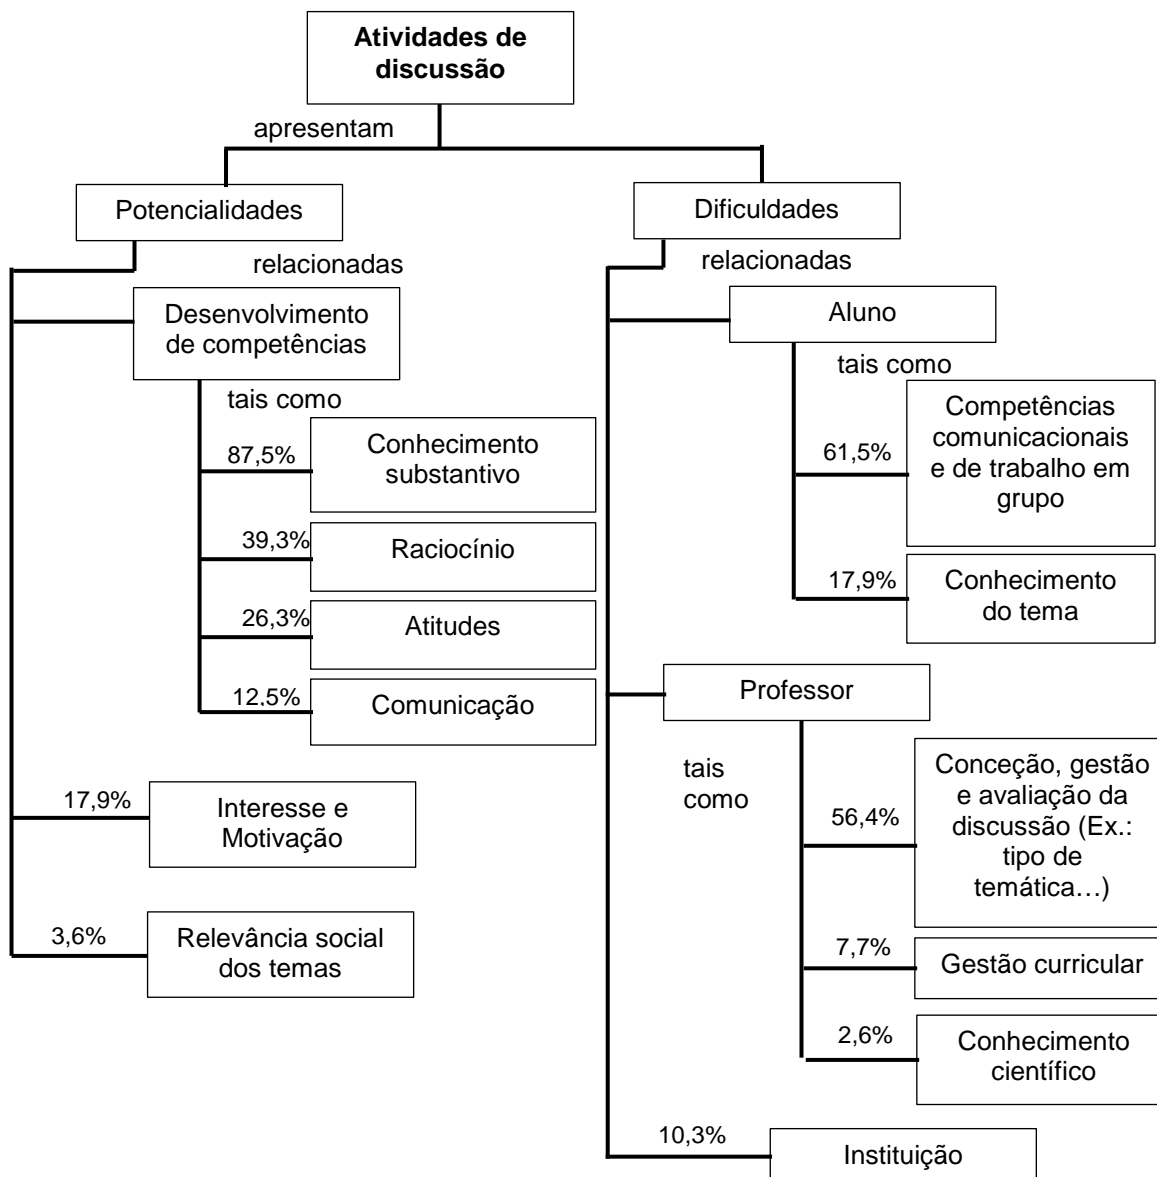 Atividades de
discussão
apresentam
Potencialidades
relacionadas
Desenvolvimento
de competências
tais como
87,5%
Conhecimento
substantivo
39,3%
Raciocínio
26,3%
Atitudes
12,5%
Comunicação
17,9%
Interesse e
Motivação
3,6%
Relevância social
dos temas
Dificuldades
relacionadas
Aluno
tais como
61,5%
Competências
comunicacionais
e de trabalho em
grupo
17,9%
Conhecimento
do tema
Professor
tais
como
56,4%
Conceção, gestão
e avaliação da
discussão (Ex.:
tipo de
temática…)
7,7%
Gestão curricular
2,6%
Conhecimento
científico
10,3%
Instituição